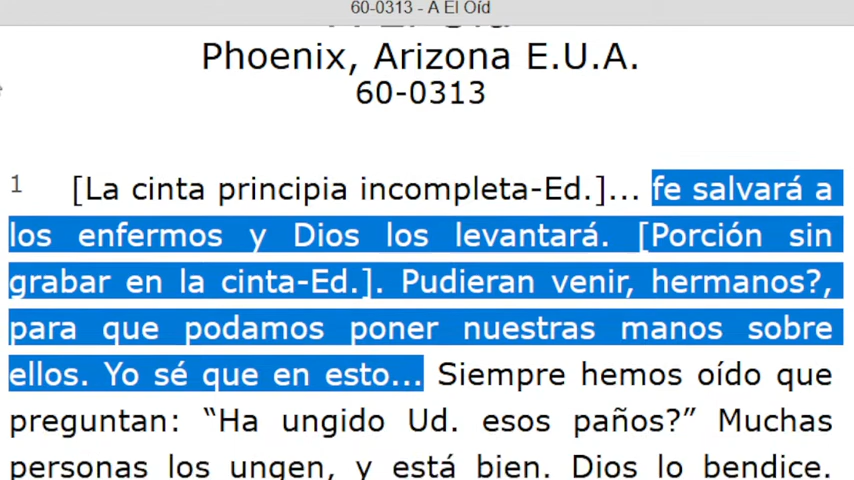 60-0313 - A El Oíd
A El Oíd
Phoenix, Arizona E.U.A.
60-0313
1 [La cinta principia incompleta-Ed.]... fe salvará a
los enfermos y Dios los levantará. [Porción sin
grabar en la cinta-Ed.]. Pudieran venir, hermanos?,
para que podamos poner nuestras manos sobre
ellos. Yo sé que en esto... Siempre hemos oído que
preguntan: “Ha ungido Ud. esos paños?” Muchas
personas los ungen, y está bien. Dios lo bendice.